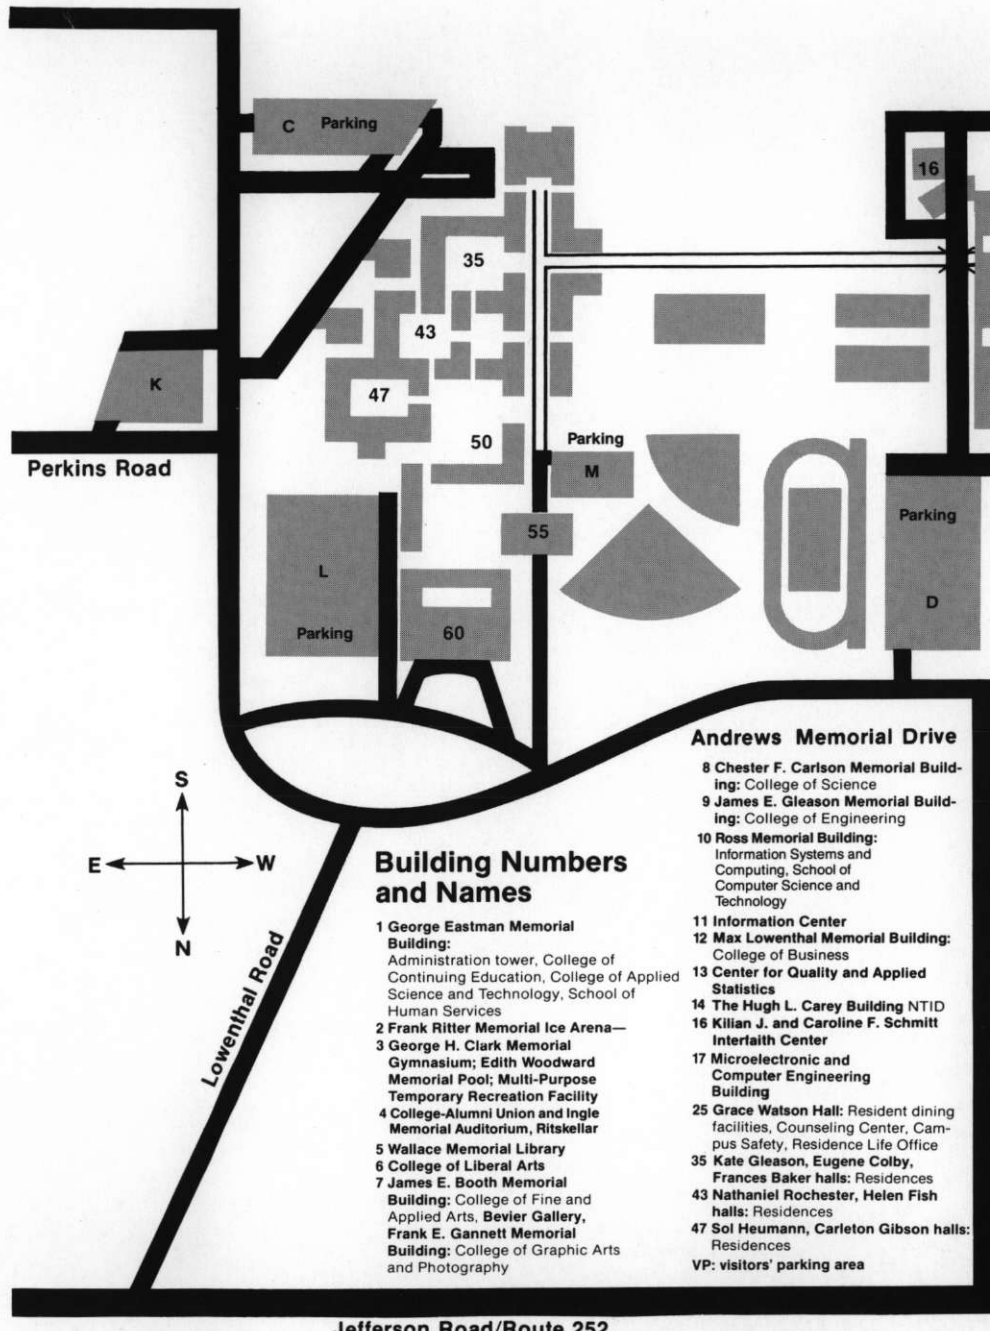 C Parking
16
35
43
K
47
50
Parking
Perkins Road
M
Parking
55
L
D
Parking
60
Andrews Memorial Drive
S
E W
N
Lowenthal Road
Building Numbers
and Names
1 George Eastman Memorial
Building:
Administration tower, College of
Continuing Education, College of Applied
Science and Technology, School of
Human Services
2 Frank Ritter Memorial Ice Arena—
3 George H. Clark Memorial
Gymnasium; Edith Woodward
Memorial Pool; Multi-Purpose
Temporary Recreation Facility
4 College-Alumni Union and Ingle
Memorial Auditorium, Ritskellar
5 Wallace Memorial Library
6 College of Liberal Arts
7 James E. Booth Memorial
Building: College of Fine and
Applied Arts, Bevier Gallery,
Frank E. Gannett Memorial
Building: College of Graphic Arts
and Photography
8 Chester F. Carlson Memorial Build-
ing: College of Science
9 James E. Gleason Memorial Build-
ing: College of Engineering
10 Ross Memorial Building:
Information Systems and
Computing, School of
Computer Science and
Technology
11 Information Center
12 Max Lowenthal Memorial Building:
College of Business
13 Center for Quality and Applied
Statistics
14 The Hugh L. Carey Building NTID
16 Kilian J. and Caroline F. Schmitt
Interfaith Center
17 Microelectronic and
Computer Engineering
Building
25 Grace Watson Hall: Resident dining
facilities, Counseling Center, Cam-
pus Safety, Residence Life Office
35 Kate Gleason, Eugene Colby,
Frances Baker halls: Residences
43 Nathaniel Rochester, Helen Fish
halls: Residences
47 Sol Heumann, Carleton Gibson halls:
Residences
VP: visitors' parking area
Jefferson Road/Route 252